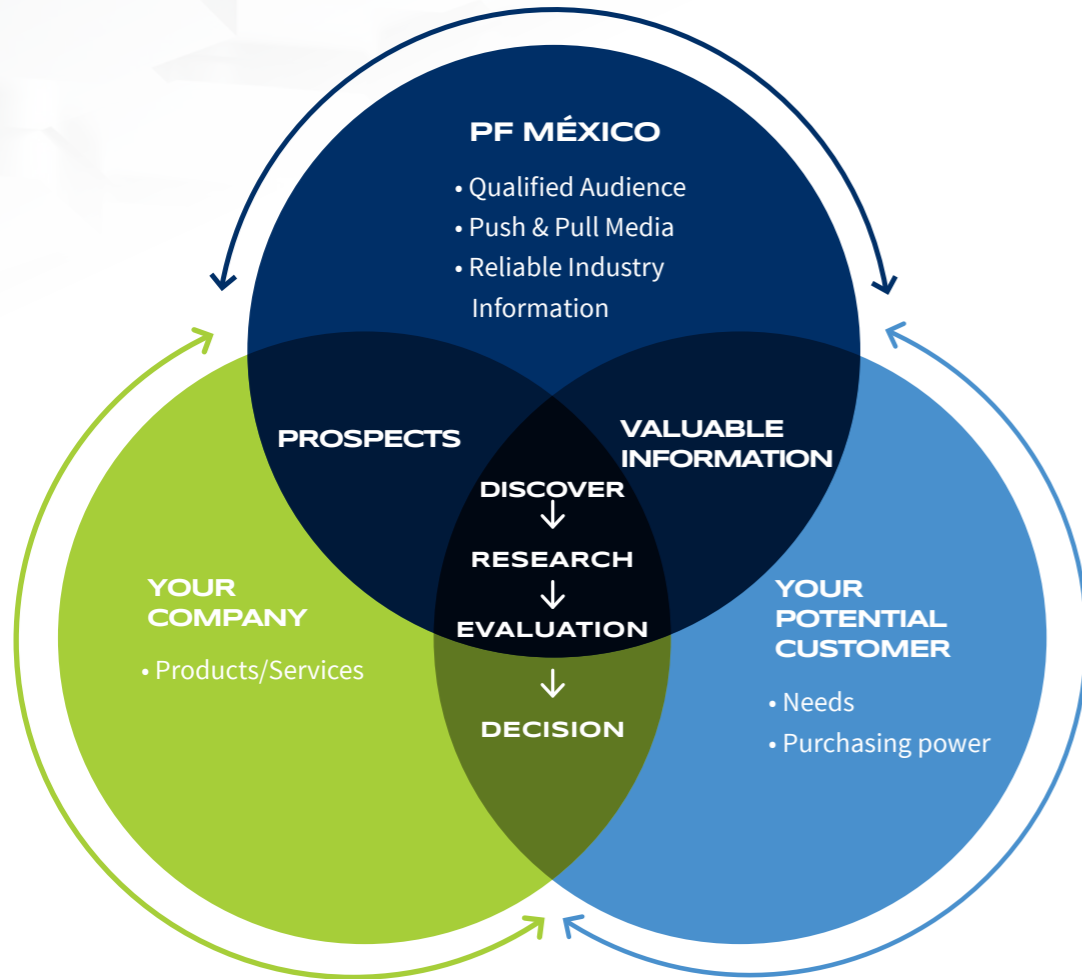 PF MÉXICO
• Qualified Audience
• Push & Pull Media
• Reliable Industry
Information
PROSPECTS
VALUABLE
INFORMATION
DISCOVER
RESEARCH
EVALUATION
DECISION
YOUR
COMPANY
• Products/Services
YOUR
POTENTIAL
CUSTOMER
• Needs
• Purchasing power